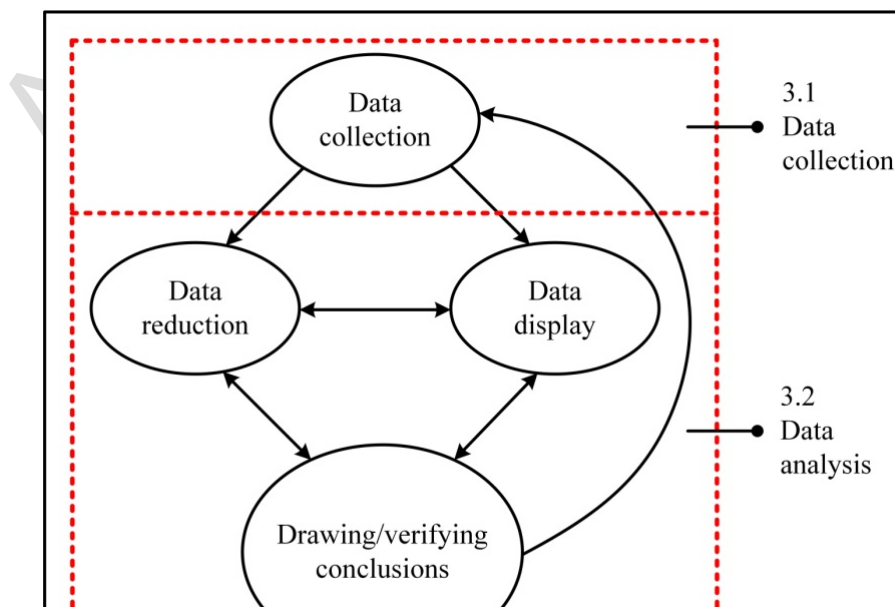 Data
collection
3.1
Data
collection
Data
reduction
Data
display
3.2
Data
analysis
Drawing/verifying
conclusions